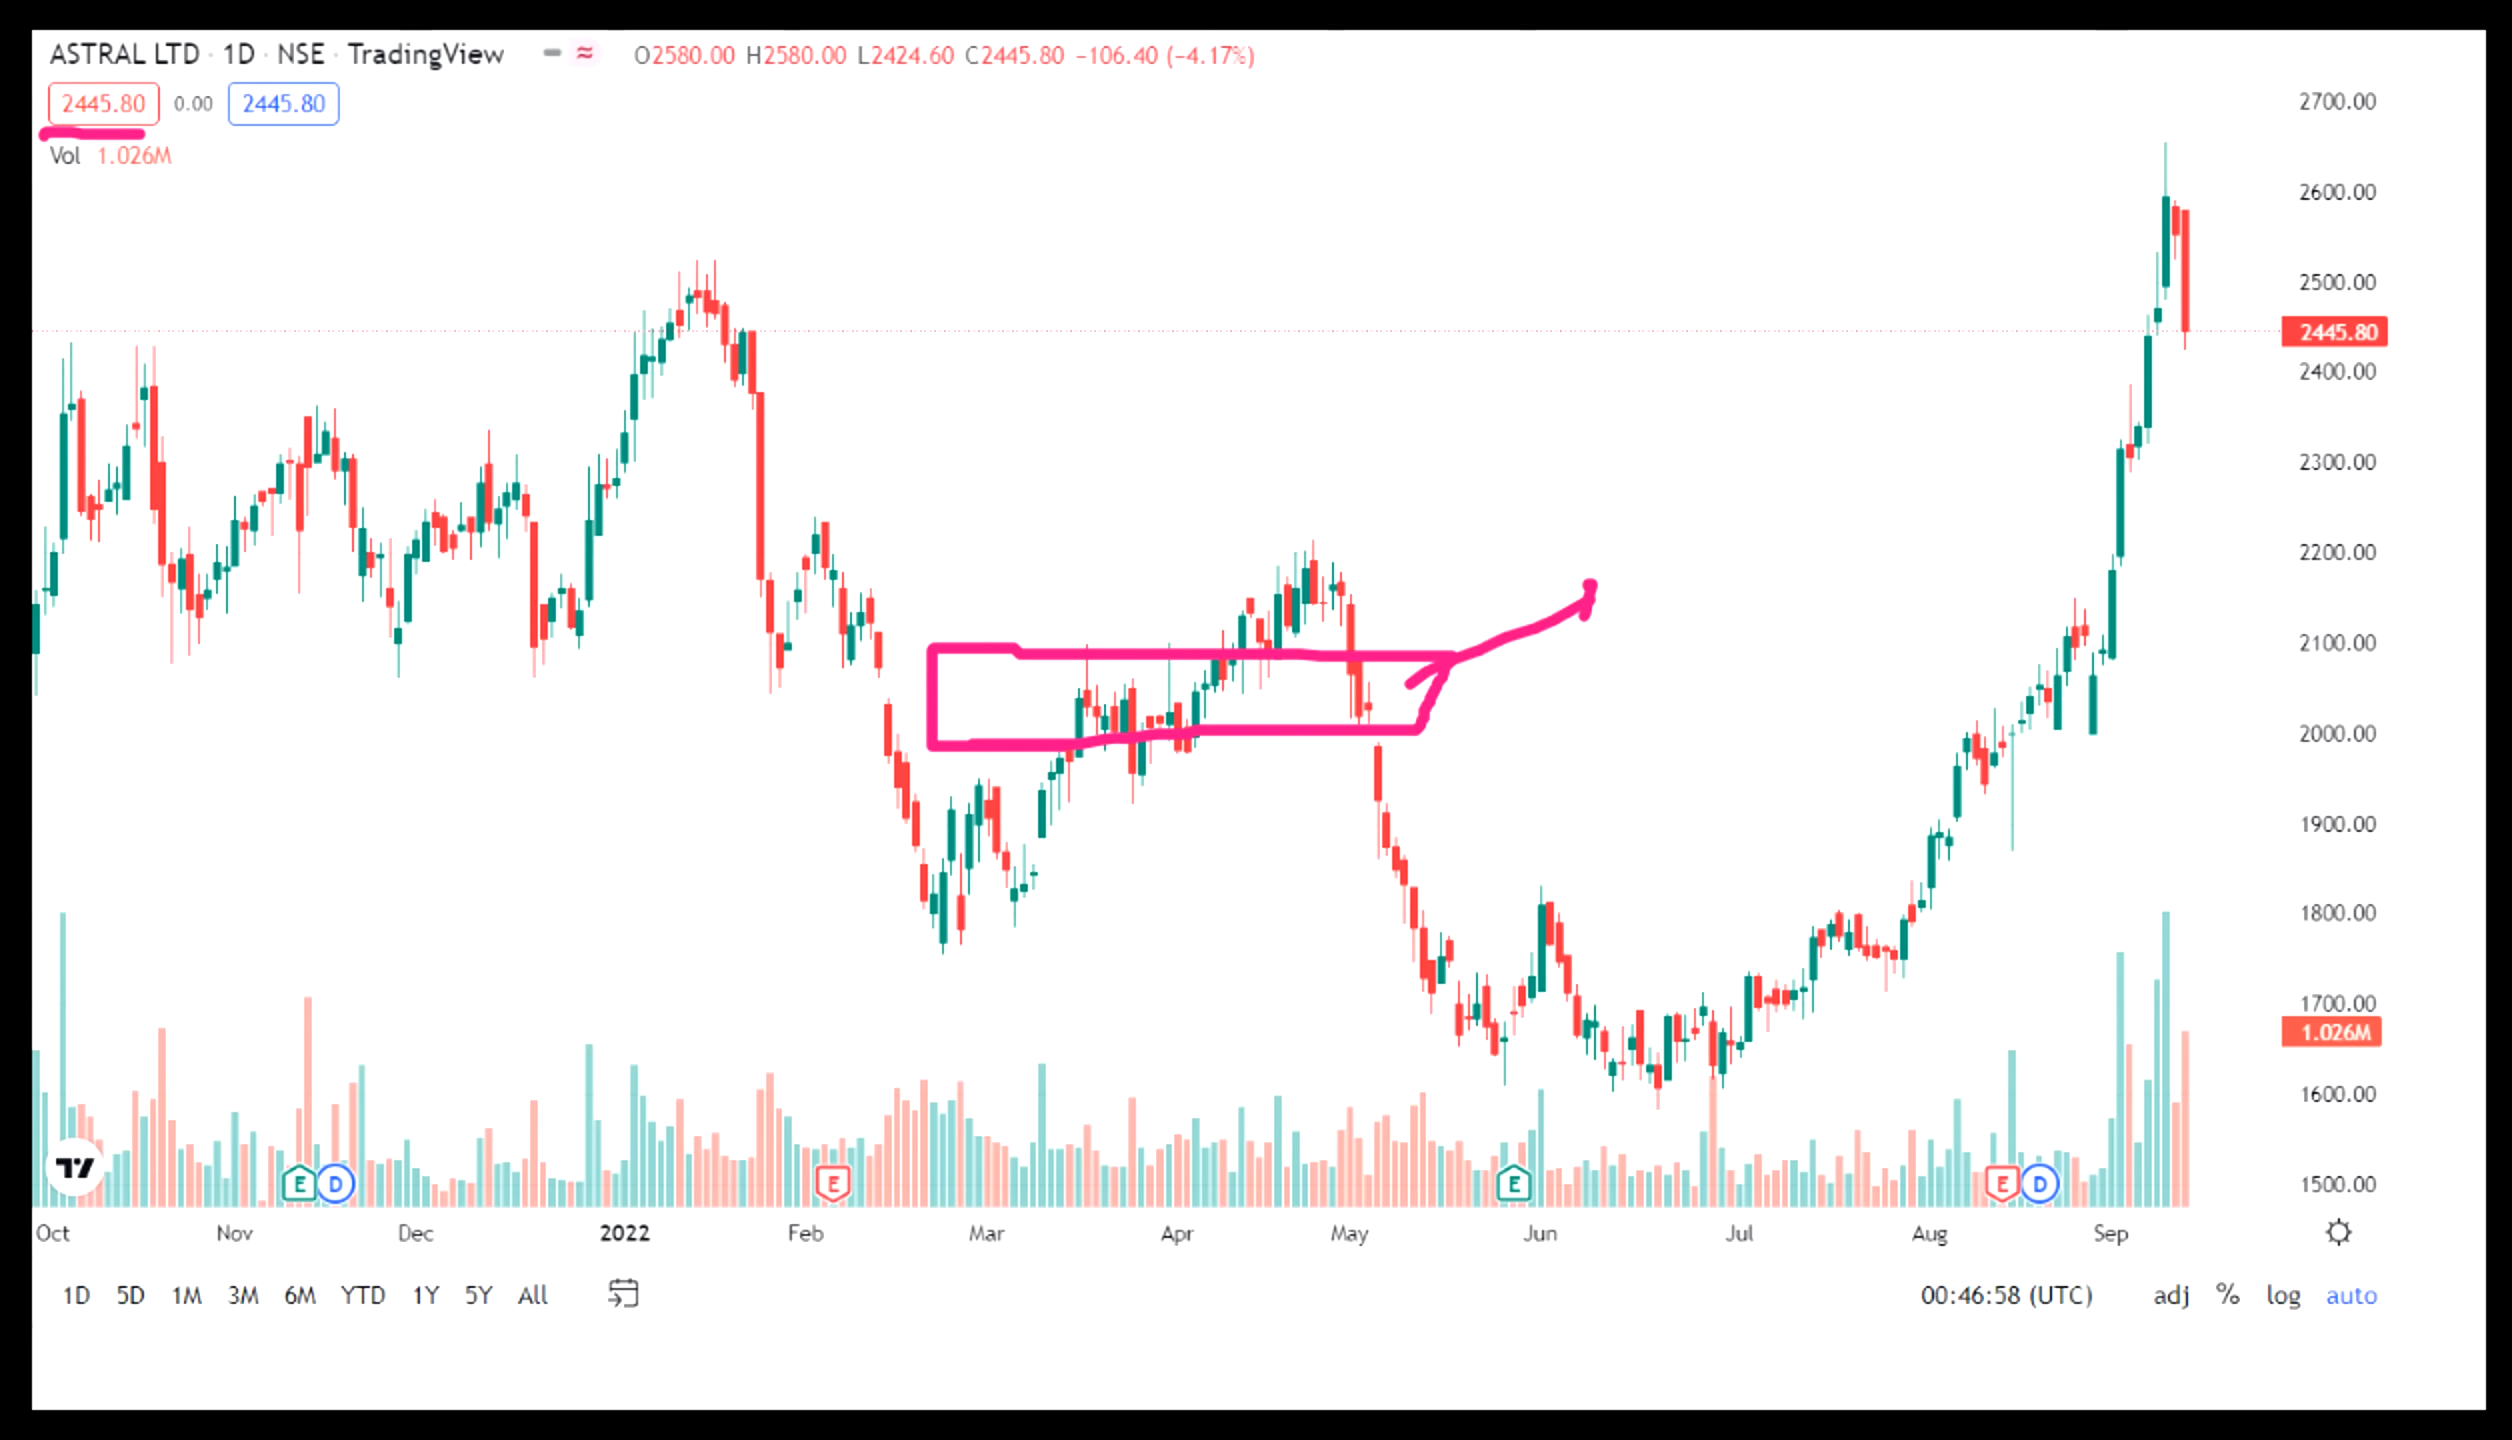 ASTRAL LTD · 1D · NSE · TradingView O2580.00 H2580.00 L2424.60 C2445.80 −106.40 (−4.17%)
2445.80 0.00 2445.80
Vol 1.026M
2700.00
2600.00
2500.00
2445.80
2400.00
2300.00
2200.00
2100.00
2000.00
1900.00
1800.00
1700.00
1.026M
1600.00
1500.00
E D E E E D
Oct Nov Dec 2022 Feb Mar Apr May Jun Jul Aug Sep
1D 5D 1M 3M 6M YTD 1Y 5Y All 00:46:58 (UTC) adj % log auto